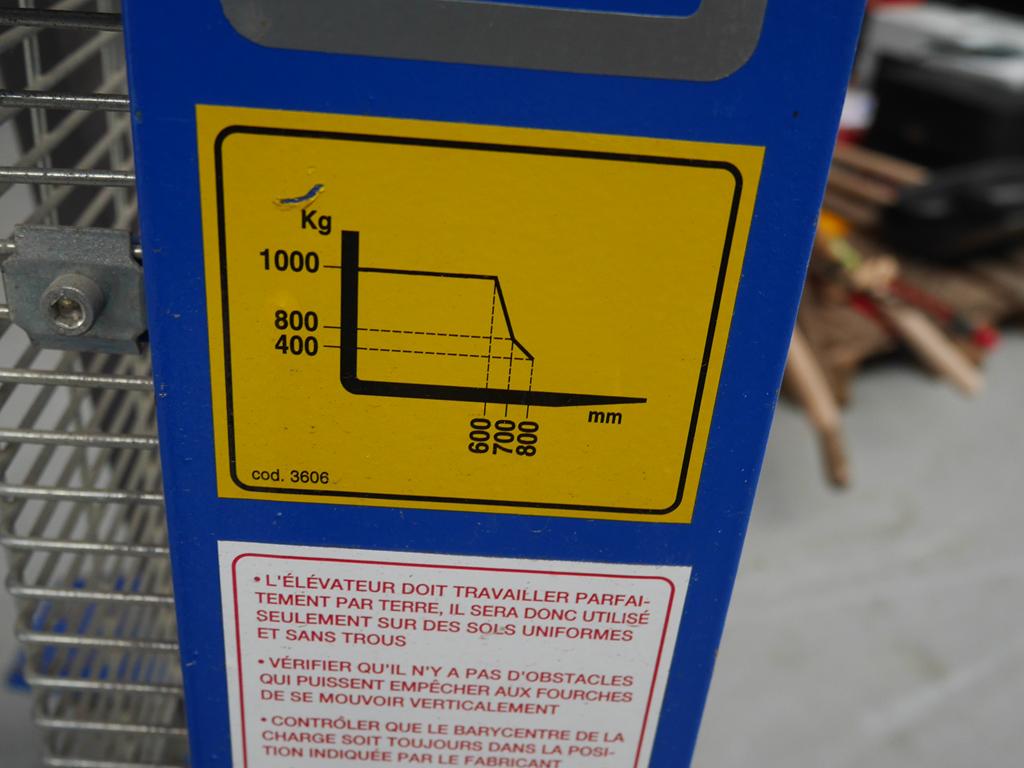 Kg
1000
800
400
600
700
800
mm
cod. 3606
• L'ÉLÉVATEUR DOIT TRAVAILLER PARFAI-
TEMENT PAR TERRE, IL SERA DONC UTILISÉ
SEULEMENT SUR DES SOLS UNIFORMES
ET SANS TROUS
• VÉRIFIER QU'IL N'Y A PAS D'OBSTACLES
QUI PUISSENT EMPÊCHER AUX FOURCHES
DE SE MOUVOIR VERTICALEMENT
• CONTRÔLER QUE LE BARYCENTRE DE LA
CHARGE SOIT TOUJOURS DANS LA POSI-
TION INDIQUÉE PAR LE FABRICANT